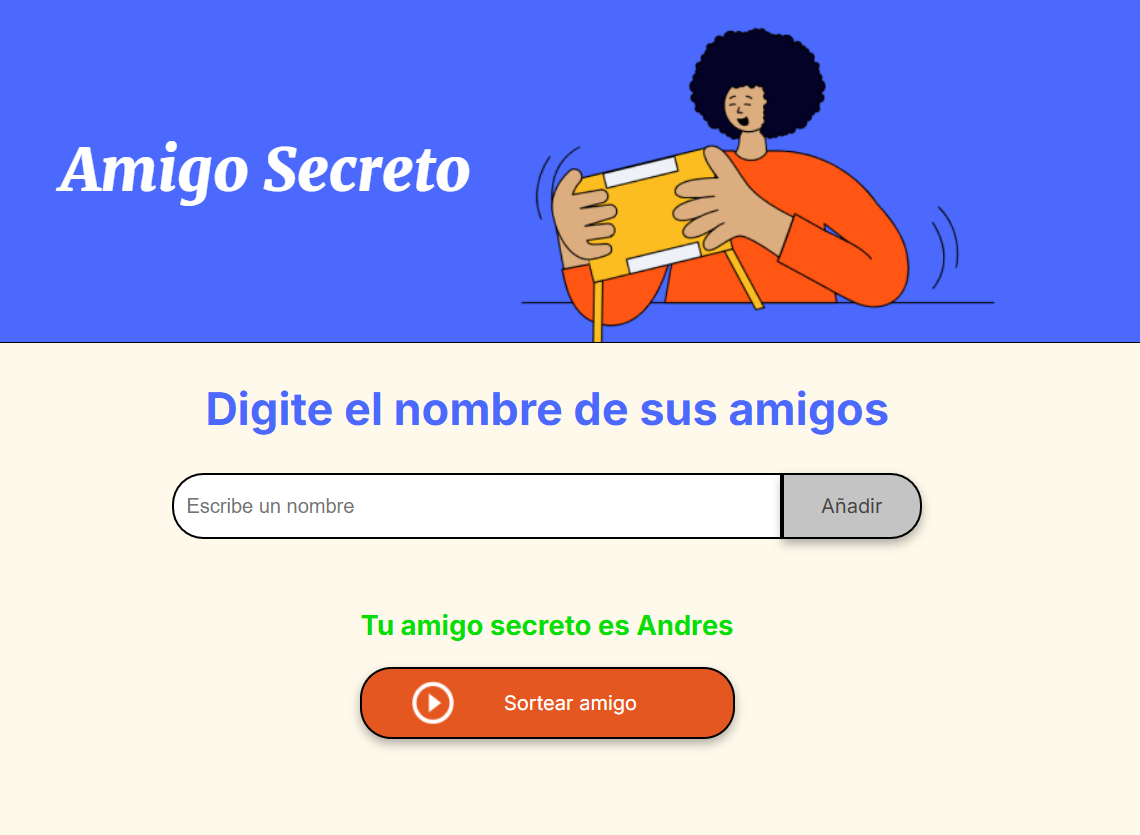 Amigo Secreto
Digite el nombre de sus amigos
Escribe un nombre
Añadir
Tu amigo secreto es Andres
Sortear amigo